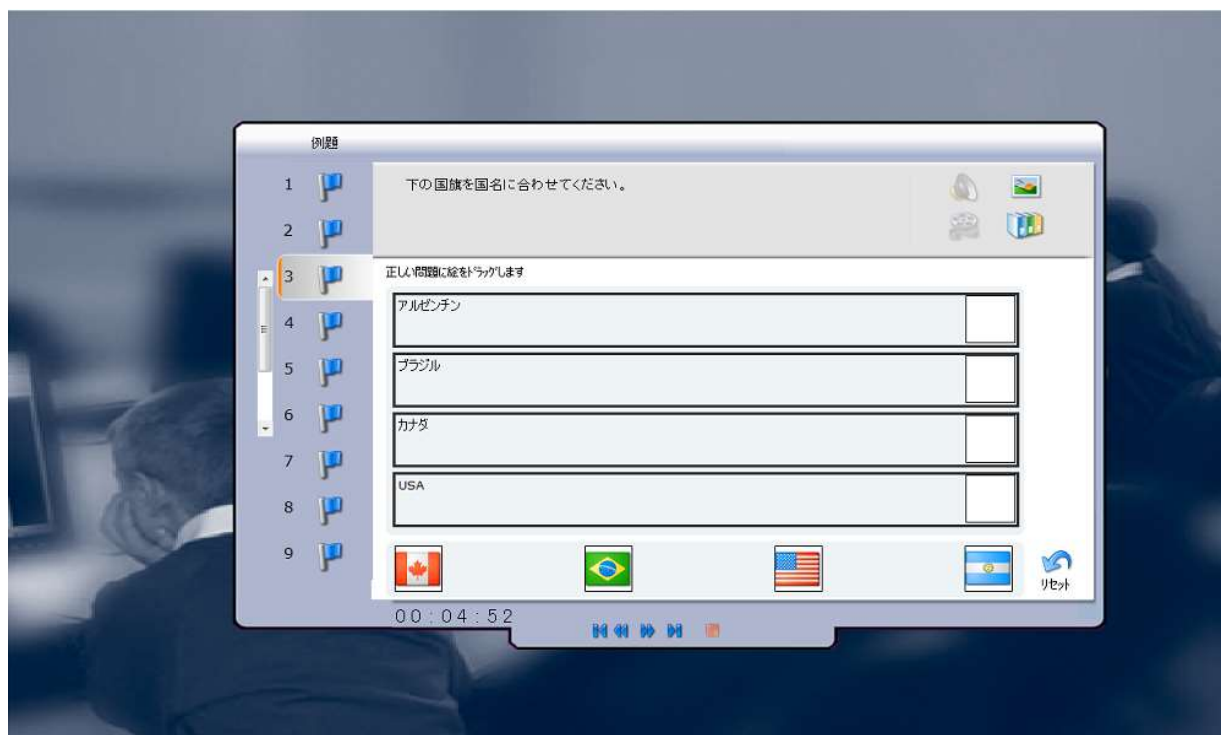 例題
1
2
3
4
5
6
7
8
9
下の国旗を国名に合わせてください。
正しい問題に絵をﾄﾞﾗｯｸﾞします
アルゼンチン
ブラジル
カナダ
USA
リセット
00:04:52